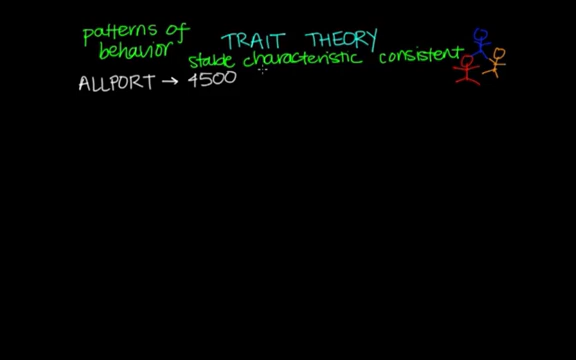 patterns of
behavior
TRAIT THEORY
stable characteristic consistent
ALLPORT → 4500